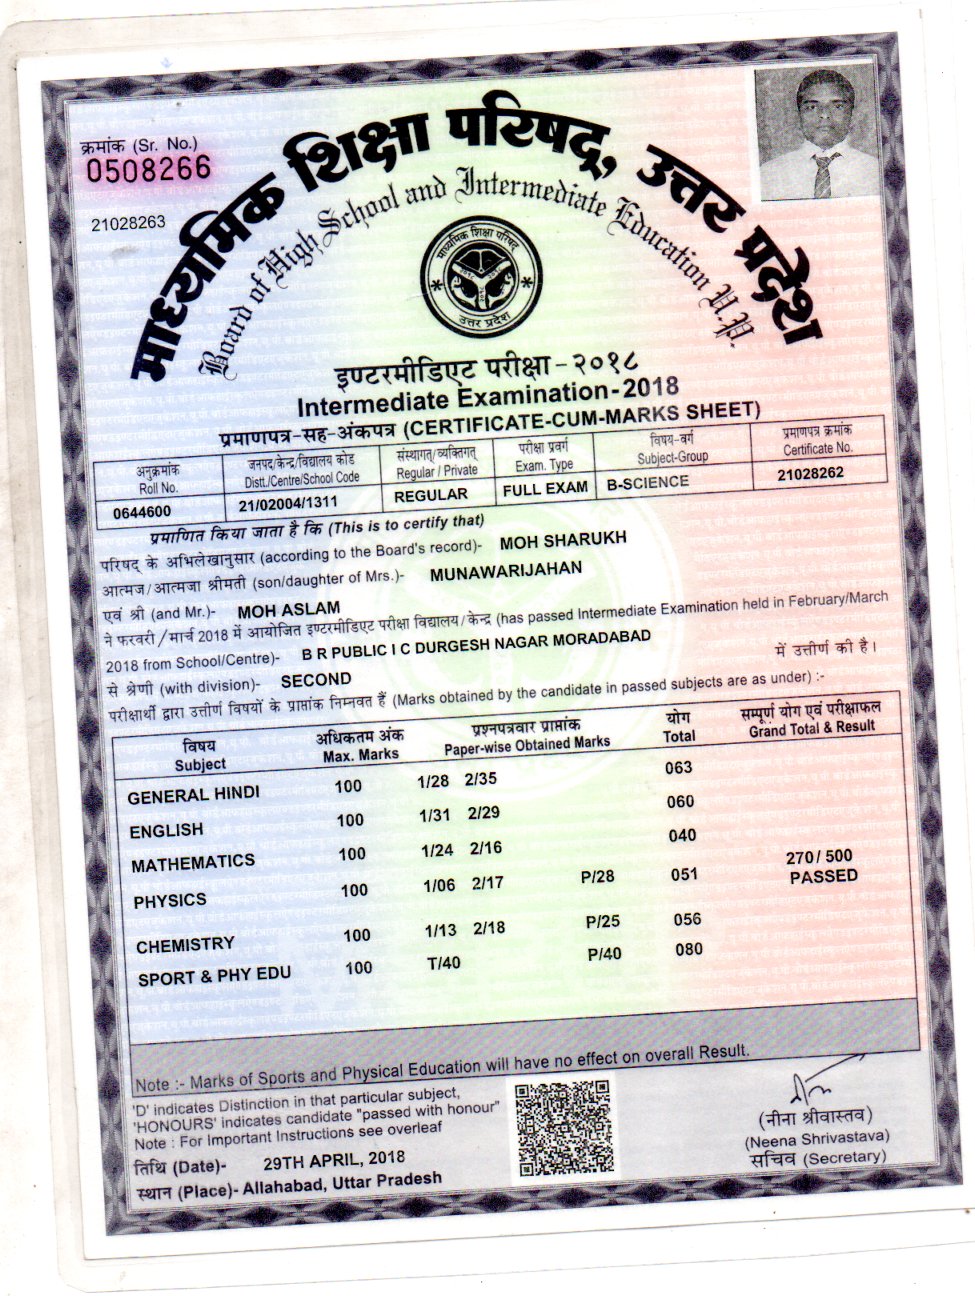 क्रमांक (Sr. No.)
0508266
21028263
माध्यमिक शिक्षा परिषद्, उत्तर प्रदेश
Board of High School and Intermediate Education U.P.
माध्यमिक शिक्षा परिषद्
उत्तर प्रदेश
इण्टरमीडिएट परीक्षा-२०१८
Intermediate Examination-2018
प्रमाणपत्र-सह-अंकपत्र (CERTIFICATE-CUM-MARKS SHEET)
अनुक्रमांक जनपद/केन्द्र/विद्यालय कोड संस्थागत/व्यक्तिगत परीक्षा प्रवर्ग विषय-वर्ग प्रमाणपत्र क्रमांक
Roll No. Distt./Centre/School Code Regular / Private Exam. Type Subject-Group Certificate No.
0644600 21/02004/1311 REGULAR FULL EXAM B-SCIENCE 21028262
प्रमाणित किया जाता है कि (This is to certify that)
परिषद के अभिलेखानुसार (according to the Board's record)- MOH SHARUKH
आत्मज/आत्मजा श्रीमती (son/daughter of Mrs.)- MUNAWARIJAHAN
एवं श्री (and Mr.)- MOH ASLAM
ने फरवरी/मार्च 2018 में आयोजित इण्टरमीडिएट परीक्षा विद्यालय/केन्द्र (has passed Intermediate Examination held in February/March
2018 from School/Centre)- B R PUBLIC I C DURGESH NAGAR MORADABAD
से श्रेणी (with division)- SECOND में उत्तीर्ण की है।
परीक्षार्थी द्वारा उत्तीर्ण विषयों के प्राप्तांक निम्नवत हैं (Marks obtained by the candidate in passed subjects are as under) :-
विषय अधिकतम अंक प्रश्नपत्रवार प्राप्तांक योग सम्पूर्ण योग एवं परीक्षाफल
Subject Max. Marks Paper-wise Obtained Marks Total Grand Total & Result
GENERAL HINDI 100 1/28 2/35 063
ENGLISH 100 1/31 2/29 060
MATHEMATICS 100 1/24 2/16 040
270/ 500
PHYSICS 100 1/06 2/17 P/28 051 PASSED
CHEMISTRY 100 1/13 2/18 P/25 056
SPORT & PHY EDU 100 T/40 P/40 080
Note :- Marks of Sports and Physical Education will have no effect on overall Result.
'D' indicates Distinction in that particular subject,
'HONOURS' indicates candidate "passed with honour"
Note : For Important Instructions see overleaf
तिथि (Date)- 29TH APRIL, 2018
स्थान (Place)- Allahabad, Uttar Pradesh
(नीना श्रीवास्तव)
(Neena Shrivastava)
सचिव (Secretary)